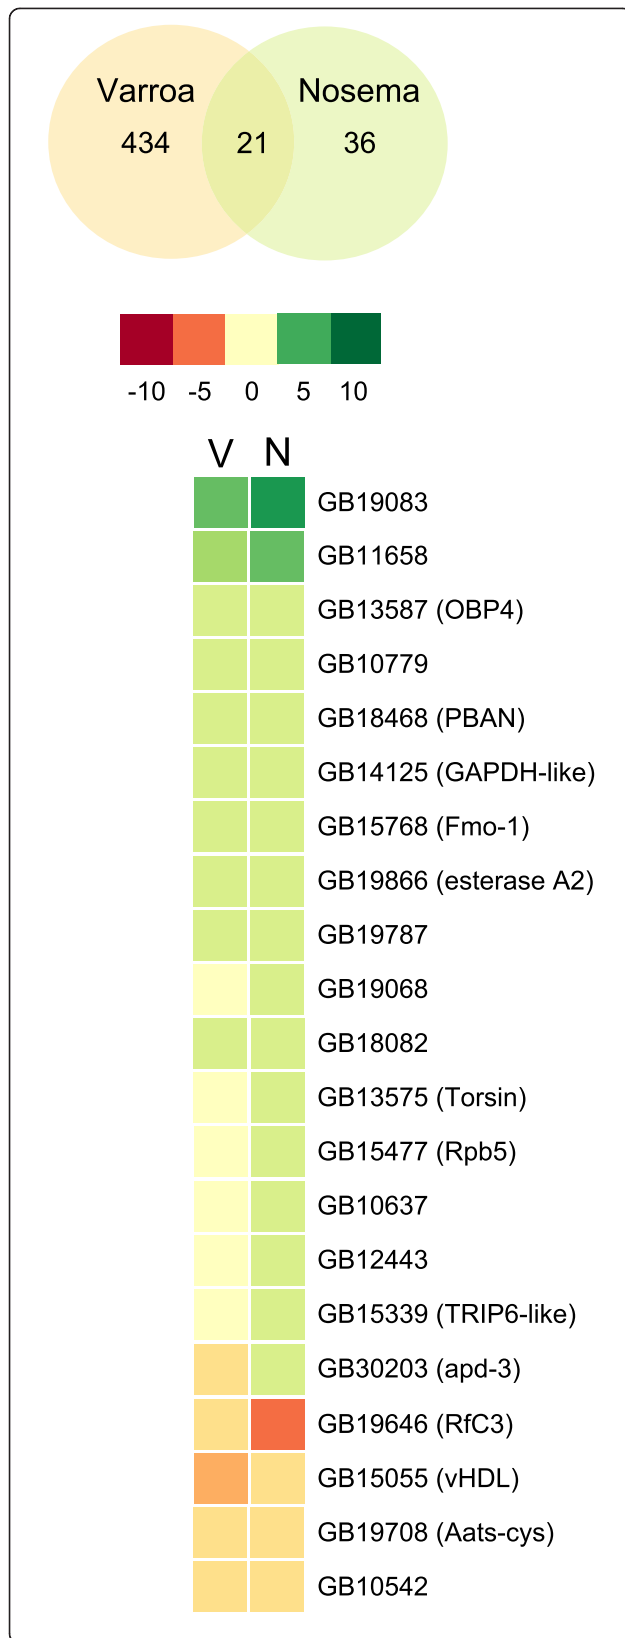 Varroa Nosema
434 21 36
-10 -5 0 5 10
V N
GB19083
GB11658
GB13587 (OBP4)
GB10779
GB18468 (PBAN)
GB14125 (GAPDH-like)
GB15768 (Fmo-1)
GB19866 (esterase A2)
GB19787
GB19068
GB18082
GB13575 (Torsin)
GB15477 (Rpb5)
GB10637
GB12443
GB15339 (TRIP6-like)
GB30203 (apd-3)
GB19646 (RfC3)
GB15055 (vHDL)
GB19708 (Aats-cys)
GB10542